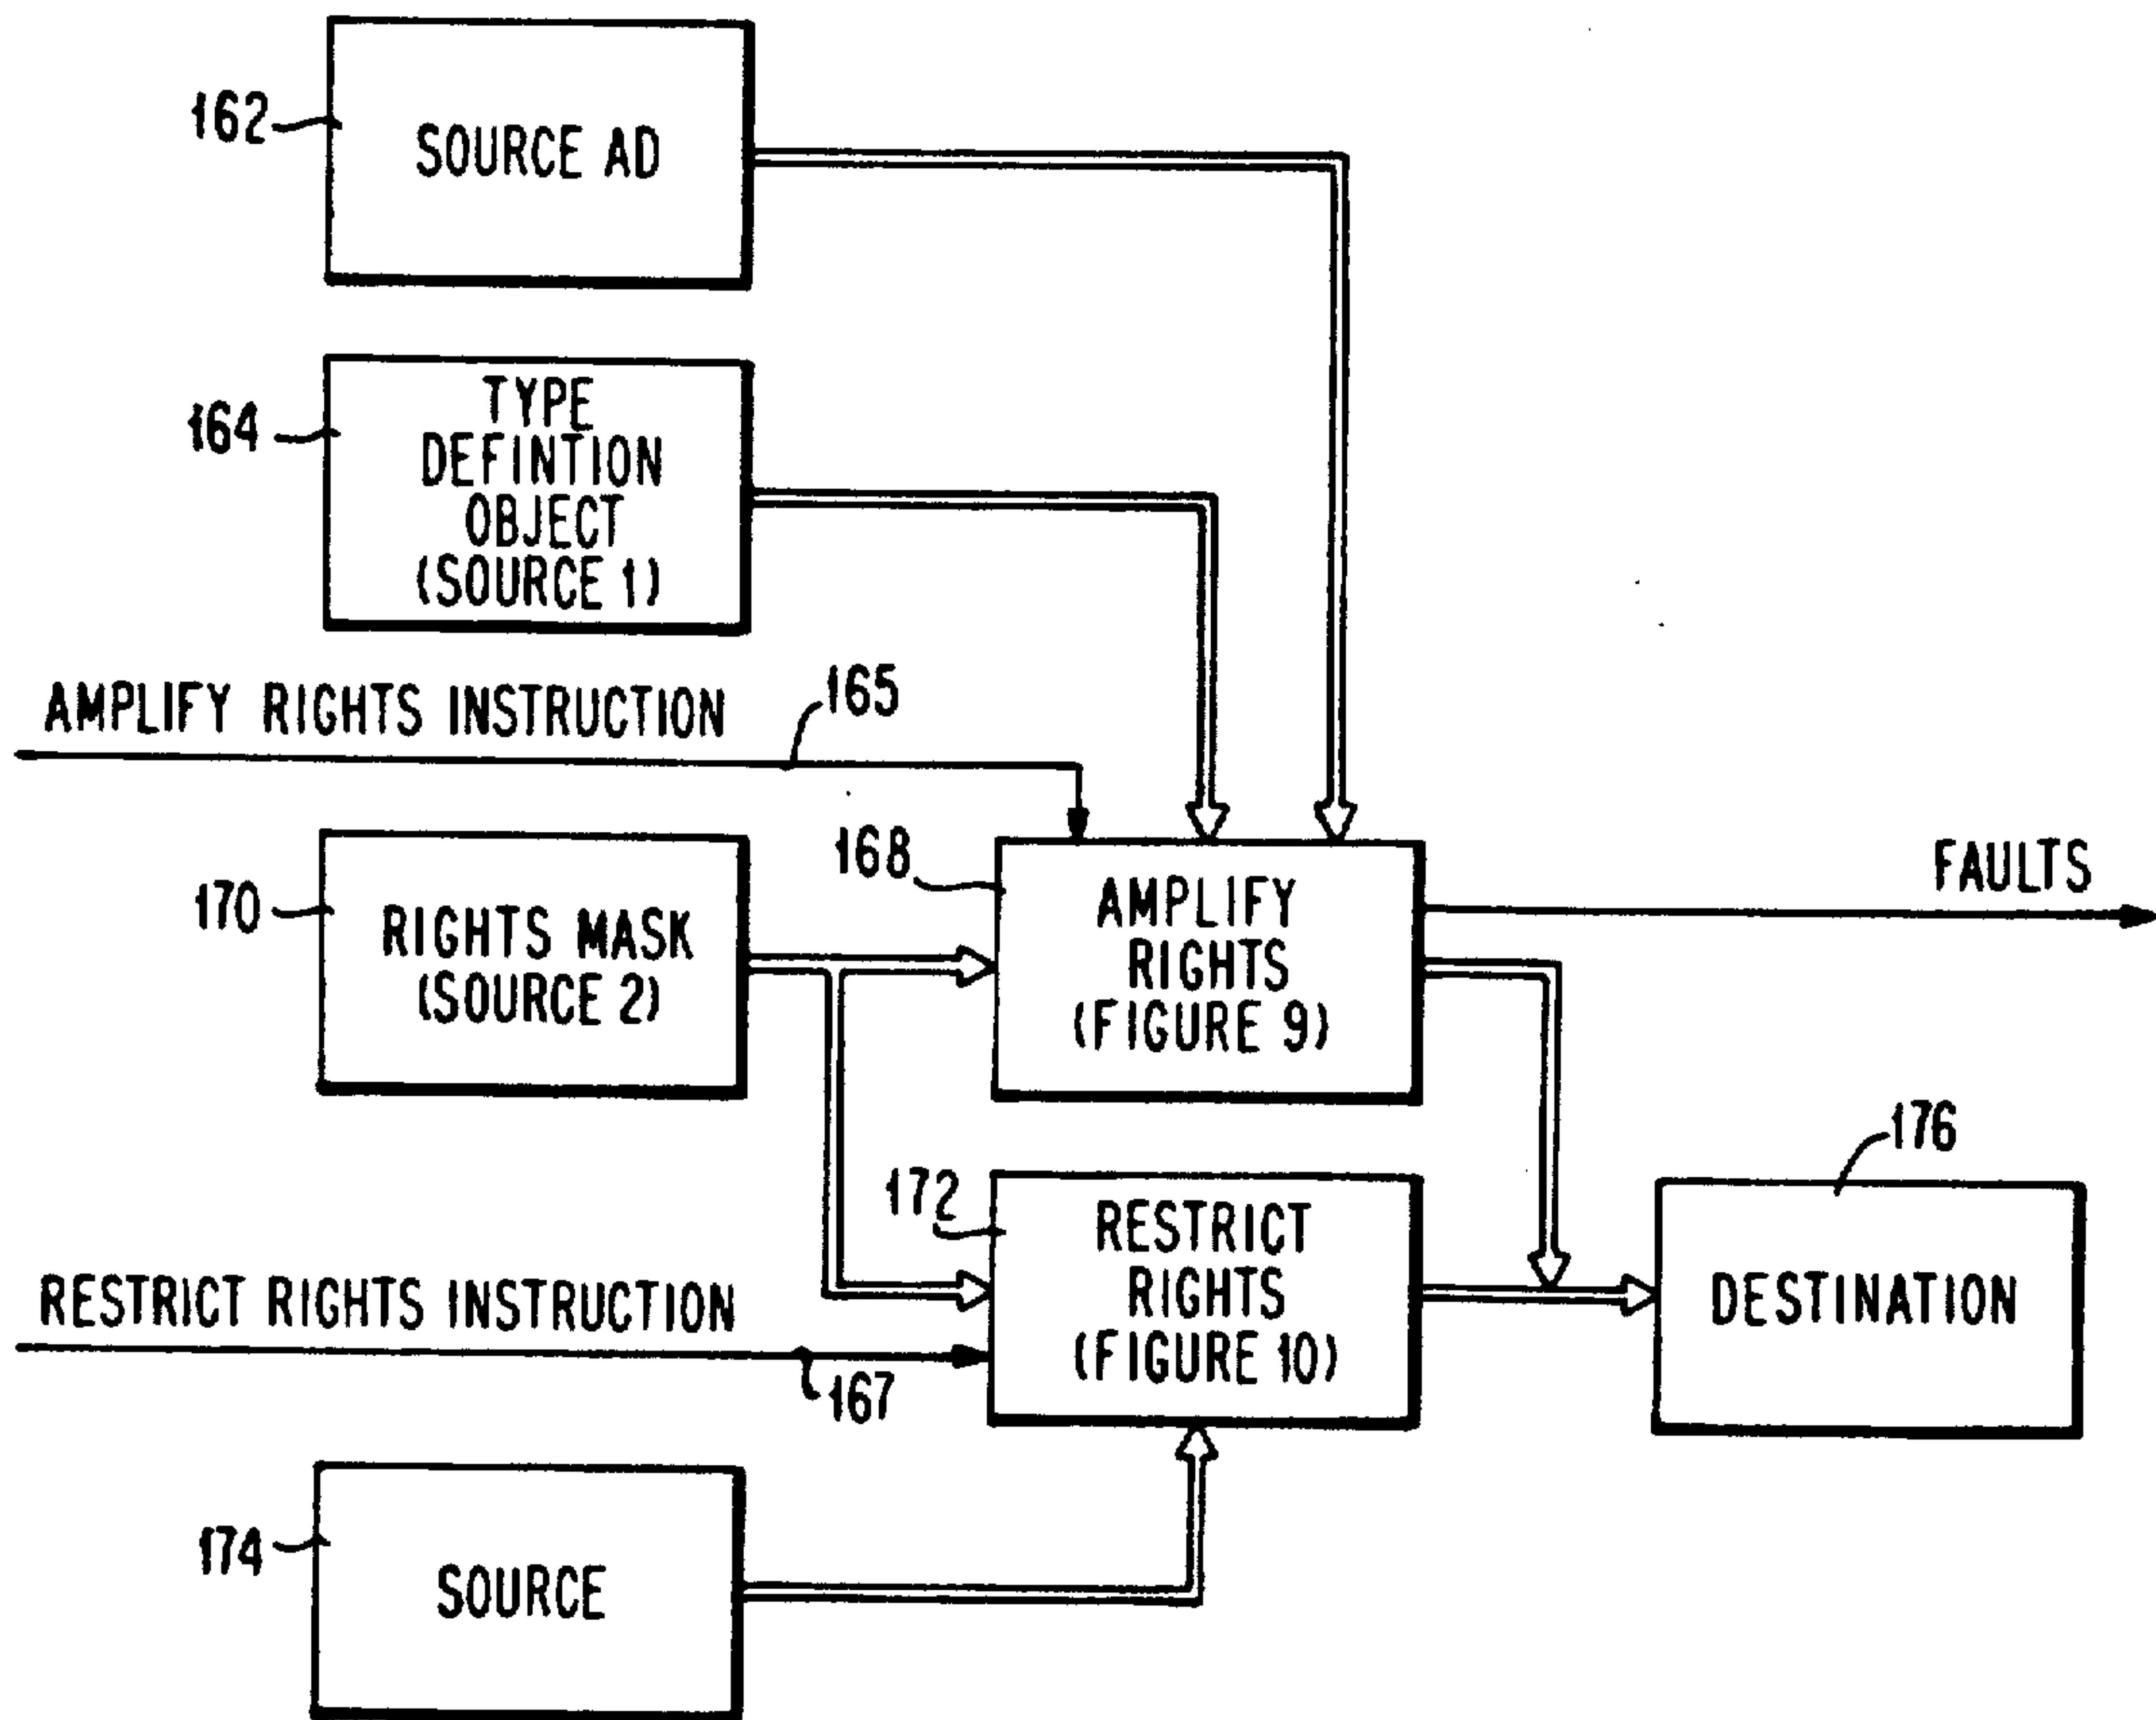 162
SOURCE AD
164
TYPE
DEFINTION
OBJECT
(SOURCE 1)
AMPLIFY RIGHTS INSTRUCTION
165
170
RIGHTS MASK
(SOURCE 2)
168
AMPLIFY
RIGHTS
(FIGURE 9)
FAULTS
172
RESTRICT
RIGHTS
(FIGURE 10)
176
DESTINATION
RESTRICT RIGHTS INSTRUCTION
167
174
SOURCE